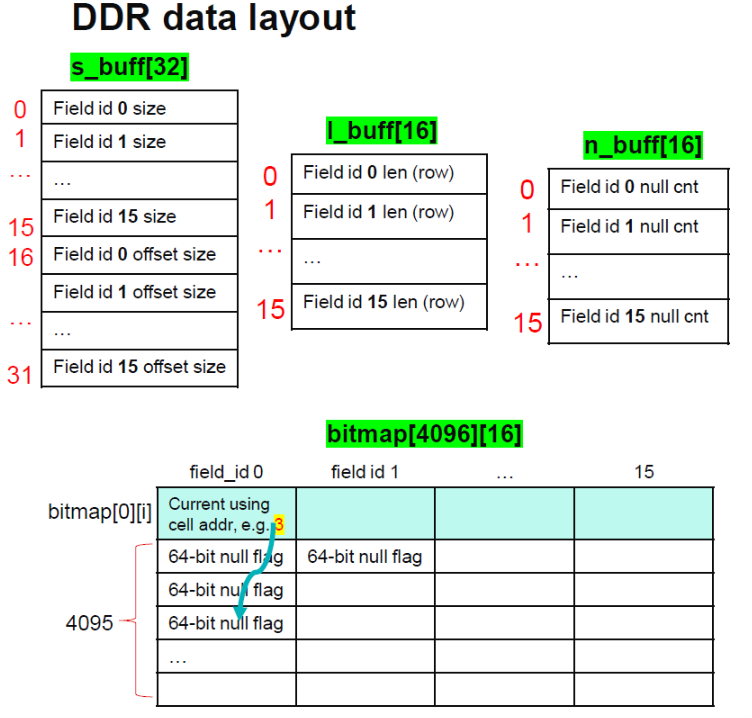 DDR data layout
s_buff[32]
0 Field id 0 size
1 Field id 1 size
... ...
15 Field id 15 size
16 Field id 0 offset size
Field id 1 offset size
... ...
31 Field id 15 offset size
l_buff[16]
0 Field id 0 len (row)
1 Field id 1 len (row)
... ...
15 Field id 15 len (row)
n_buff[16]
0 Field id 0 null cnt
1 Field id 1 null cnt
... ...
15 Field id 15 null cnt
bitmap[4096][16]
field_id 0 field id 1 ... 15
bitmap[0][i] Current using
cell addr, e.g. 3
64-bit null flag 64-bit null flag
64-bit null flag
4095 64-bit null flag
...